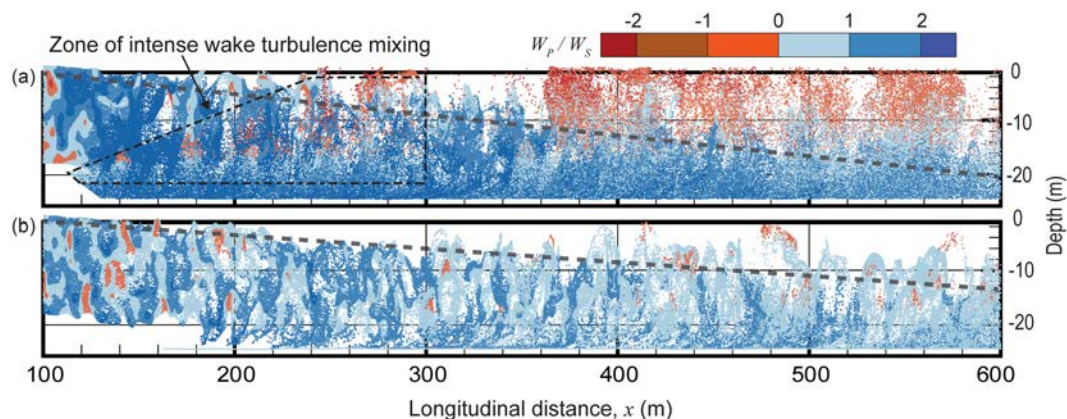 -2 -1 0 1 2
W_P / W_S
Zone of intense wake turbulence mixing
(a)
0
-10
-20
(b)
0
-10
-20
Depth (m)
100 200 300 400 500 600
Longitudinal distance, x (m)